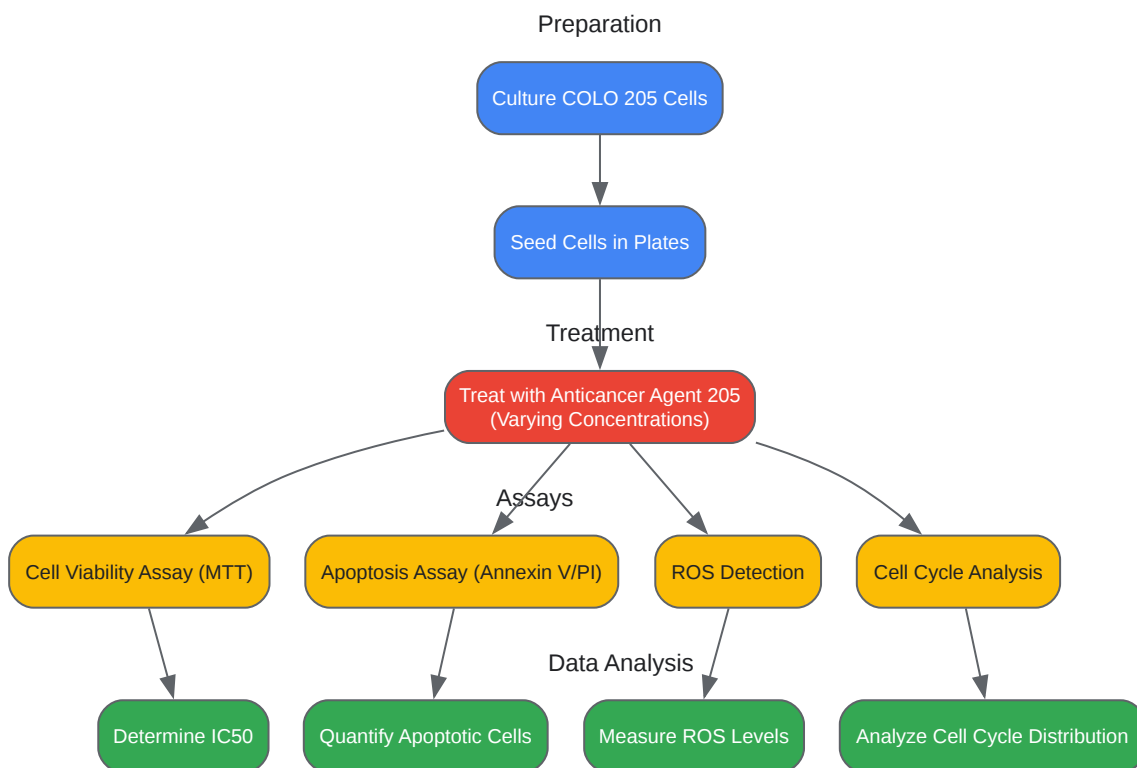 Preparation
Culture COLO 205 Cells
Seed Cells in Plates
Treatment
Treat with Anticancer Agent 205
(Varying Concentrations)
Assays
Cell Viability Assay (MTT)
Apoptosis Assay (Annexin V/PI)
ROS Detection
Cell Cycle Analysis
Data Analysis
Determine IC50
Quantify Apoptotic Cells
Measure ROS Levels
Analyze Cell Cycle Distribution